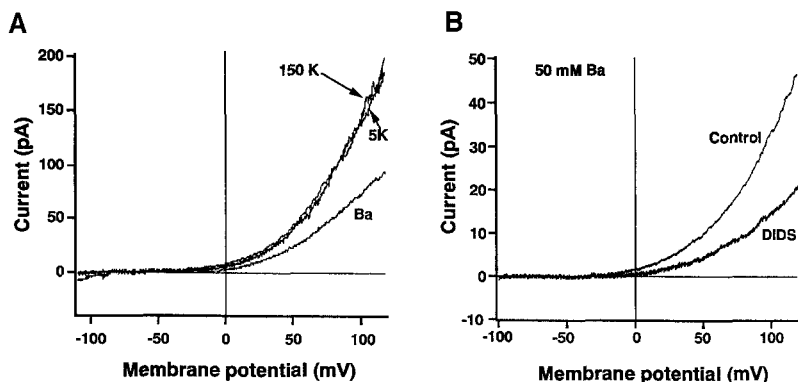 A
200
150
100
50
0
150 K
5K
Ba
Current (pA)
-100
-50
0
50
100
Membrane potential (mV)
B
50
40
30
20
10
0
-10
50 mM Ba
Control
DIDS
Current (pA)
-100
-50
0
50
100
Membrane potential (mV)